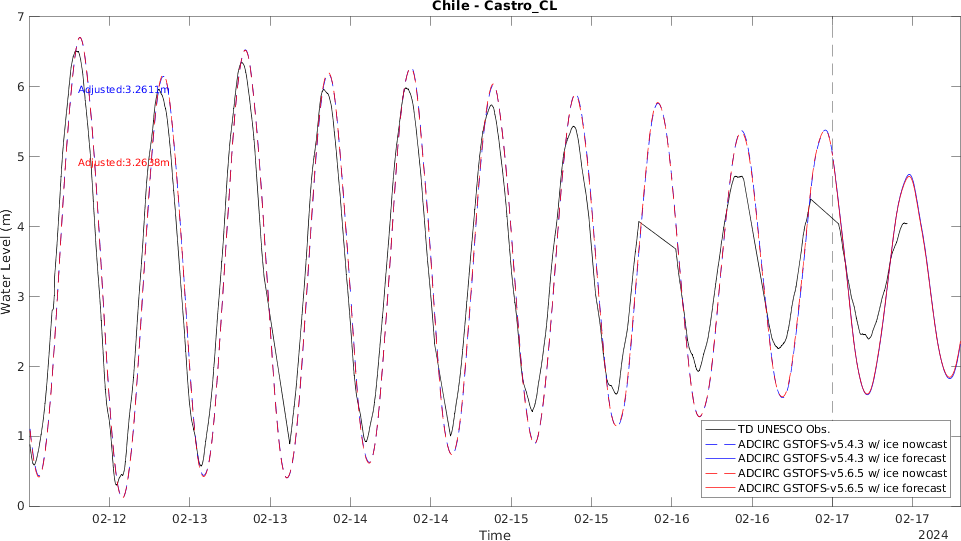 Chile - Castro_CL
7
6
5
4
3
2
1
0
Water Level (m)
Adjusted:3.2611m
Adjusted:3.2638m
TD UNESCO Obs.
ADCIRC GSTOFS-v5.4.3 w/ ice nowcast
ADCIRC GSTOFS-v5.4.3 w/ ice forecast
ADCIRC GSTOFS-v5.6.5 w/ ice nowcast
ADCIRC GSTOFS-v5.6.5 w/ ice forecast
02-12 02-13 02-13 02-14 02-14 02-15 02-15 02-16 02-16 02-17 02-17
Time
2024